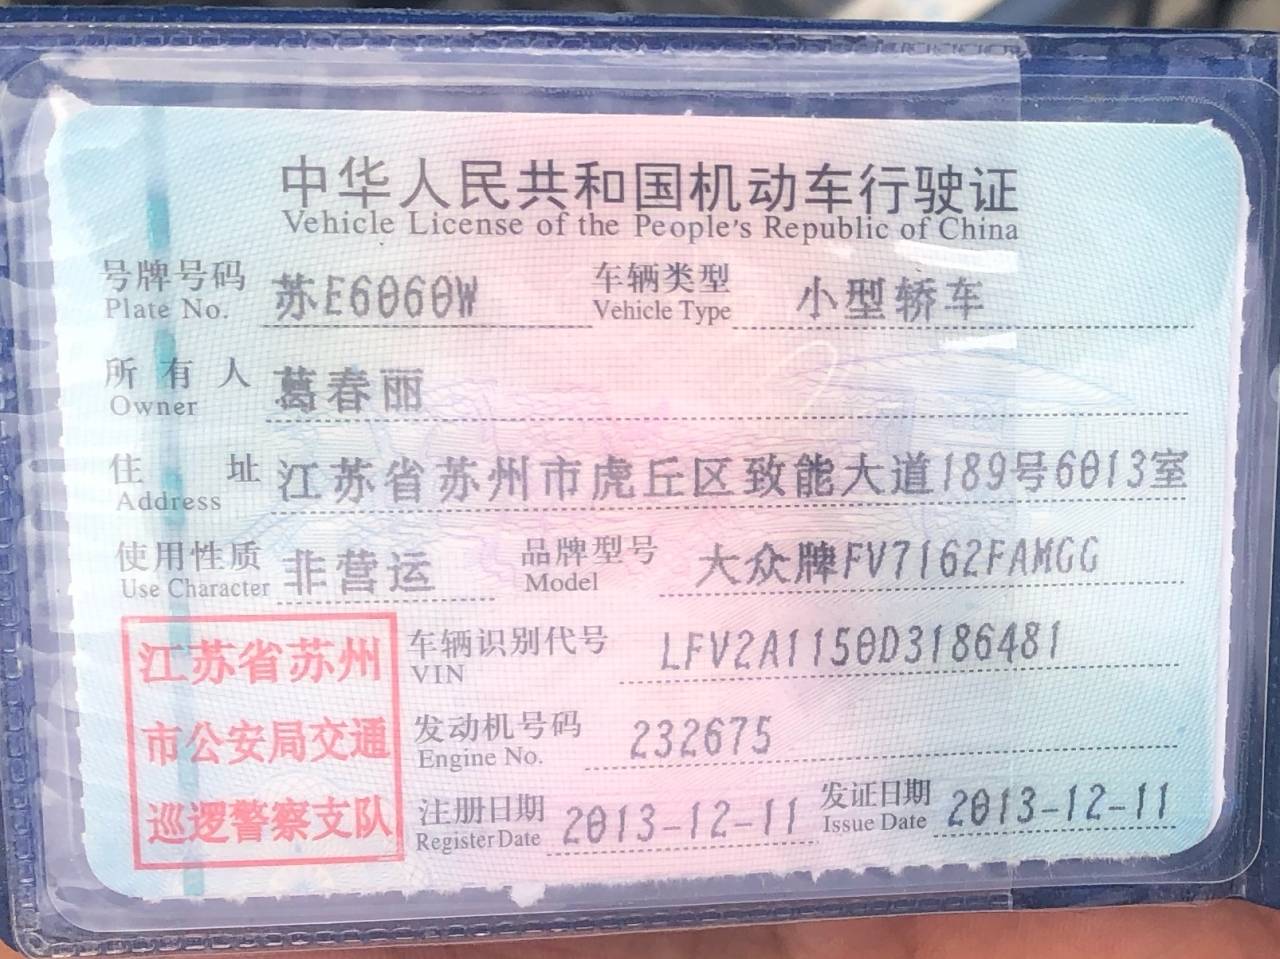 中华人民共和国机动车行驶证
Vehicle License of the People's Republic of China
号牌号码 苏E6060W 车辆类型 小型轿车
Plate No. Vehicle Type
所有人 葛春丽
Owner
住址 江苏省苏州市虎丘区致能大道189号6013室
Address
使用性质 非营运 品牌型号 大众牌FV7162FAMGG
Use Character Model
江苏省苏州
市公安局交通
巡逻警察支队
车辆识别代号 LFV2A1150D3186481
VIN
发动机号码 232675
Engine No.
注册日期 2013-12-11 发证日期 2013-12-11
Register Date Issue Date